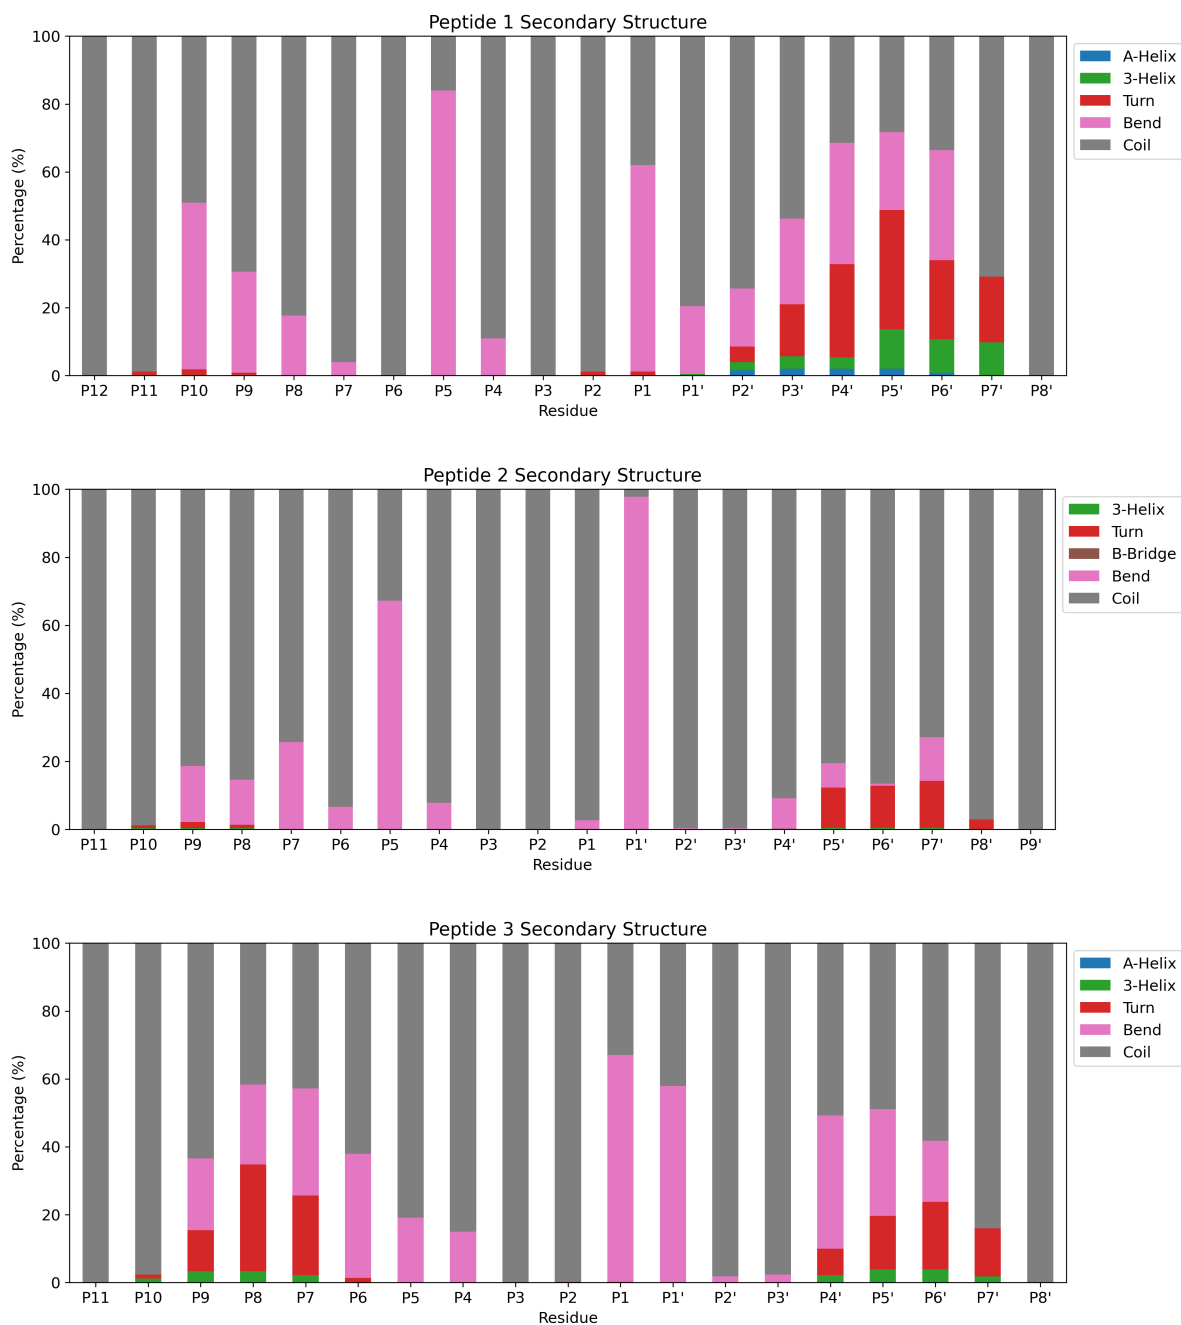 Peptide 1 Secondary Structure
100
80
60
40
20
0
Percentage (%)
P12 P11 P10 P9 P8 P7 P6 P5 P4 P3 P2 P1 P1' P2' P3' P4' P5' P6' P7' P8'
Residue
A-Helix
3-Helix
Turn
Bend
Coil
Peptide 2 Secondary Structure
100
80
60
40
20
0
Percentage (%)
P11 P10 P9 P8 P7 P6 P5 P4 P3 P2 P1 P1' P2' P3' P4' P5' P6' P7' P8' P9'
Residue
3-Helix
Turn
B-Bridge
Bend
Coil
Peptide 3 Secondary Structure
100
80
60
40
20
0
Percentage (%)
P11 P10 P9 P8 P7 P6 P5 P4 P3 P2 P1 P1' P2' P3' P4' P5' P6' P7' P8'
Residue
A-Helix
3-Helix
Turn
Bend
Coil